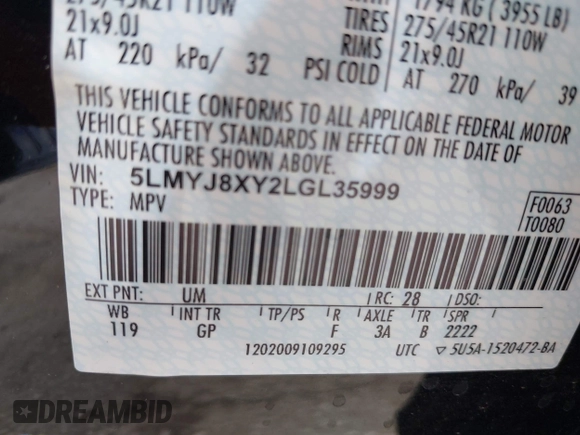 275/45R21 110W
21x9.0J
AT 220 kPa/ 32 PSI COLD
1794 KG ( 3955 LB)
TIRES 275/45R21 110W
RIMS 21x9.0J
AT 270 kPa/ 39
THIS VEHICLE CONFORMS TO ALL APPLICABLE FEDERAL MOTOR
VEHICLE SAFETY STANDARDS IN EFFECT ON THE DATE OF
MANUFACTURE SHOWN ABOVE.
VIN: 5LMYJ8XY2LGL35999
TYPE: MPV
F0063
T0080
EXT PNT: UM RC: 28 DSO:
WB INT TR TP/PS R AXLE TR SPR
119 GP F 3A B 2222
1202009109295 UTC ▽ 5U5A-1520472-BA
DREAMBID